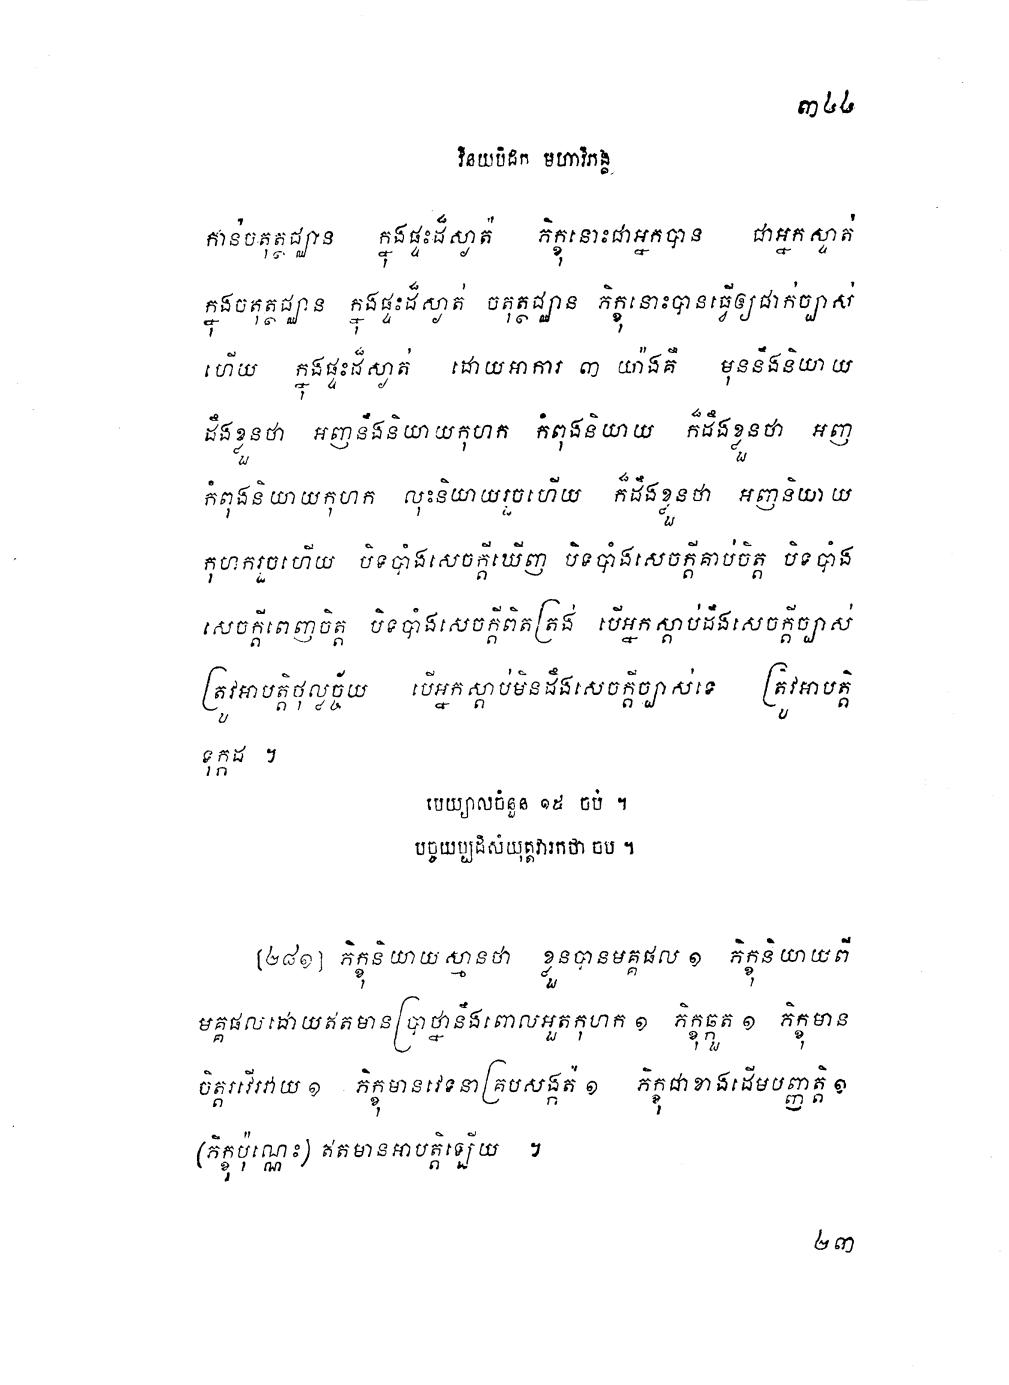 ៣៤៤
វិនយបិដក មហាវិភង្គ
កាន់ចតុត្ថជ្ឈាន ក្នុងផ្ទះដ៏ស្ងាត់ ភិក្ខុនោះជាអ្នកបាន ជាអ្នកស្ទាត់
ក្នុងចតុត្ថជ្ឈាន ក្នុងផ្ទះដ៏ស្ងាត់ ចតុត្ថជ្ឈាន ភិក្ខុនោះបានធ្វើឲ្យជាក់ច្បាស់
ហើយ ក្នុងផ្ទះដ៏ស្ងាត់ ដោយអាការ ៣ យ៉ាងគឺ មុននឹងនិយាយ
ដឹងខ្លួនថា អញនឹងនិយាយកុហក កំពុងនិយាយ ក៏ដឹងខ្លួនថា អញ
កំពុងនិយាយកុហក លុះនិយាយរួចហើយ ក៏ដឹងខ្លួនថា អញនិយាយ
កុហករួចហើយ បិទបាំងសេចក្តីឃើញ បិទបាំងសេចក្តីគាប់ចិត្ត បិទបាំង
សេចក្តីពេញចិត្ត បិទបាំងសេចក្តីពិតត្រង់ បើអ្នកស្តាប់ដឹងសេចក្តីច្បាស់
ត្រូវអាបត្តិថុល្លច្ច័យ បើអ្នកស្តាប់មិនដឹងសេចក្តីច្បាស់ទេ ត្រូវអាបត្តិ
ទុក្កដ ។
បេយ្យាលចំនួន ១៥ ចប់ ។
បច្ចយប្បដិសំយុត្តវារកថា ចប ។
[២៨១] ភិក្ខុនិយាយស្មានថា ខ្លួនបានមគ្គផល ១ ភិក្ខុនិយាយពី
មគ្គផលដោយឥតមានប្រាថ្នានឹងពោលអួតកុហក ១ ភិក្ខុឆ្កួត ១ ភិក្ខុមាន
ចិត្តរវើរវាយ ១ ភិក្ខុមានវេទនាគ្របសង្កត់ ១ ភិក្ខុជាខាងដើមបញ្ញត្តិ ១
(ភិក្ខុប៉ុណ្ណេះ) ឥតមានអាបត្តិឡើយ ។
២៣